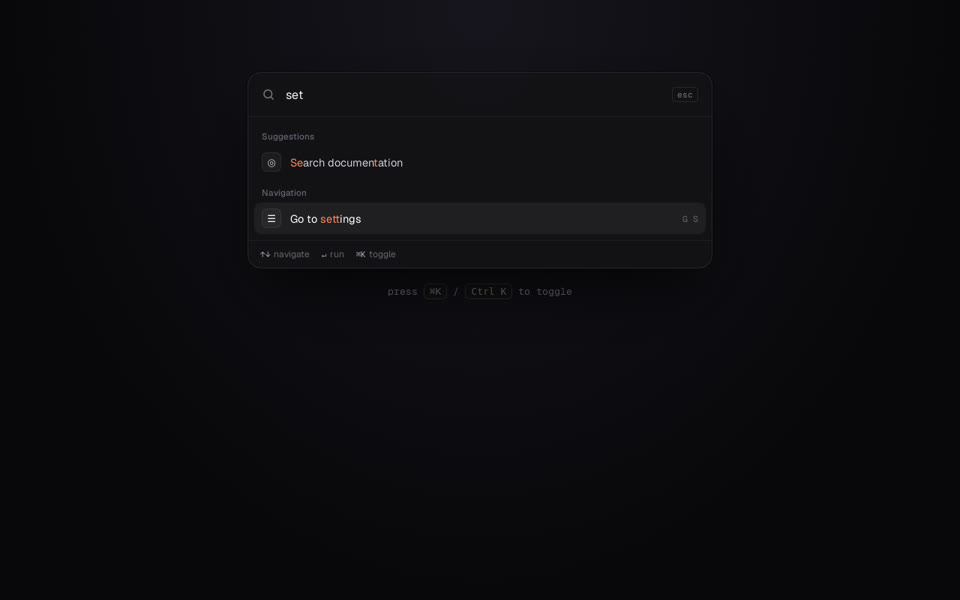 set esc
Suggestions
◎ Search documentation
Navigation
☰ Go to settings G S
↑↓ navigate ↵ run ⌘K toggle
press ⌘K / Ctrl K to toggle